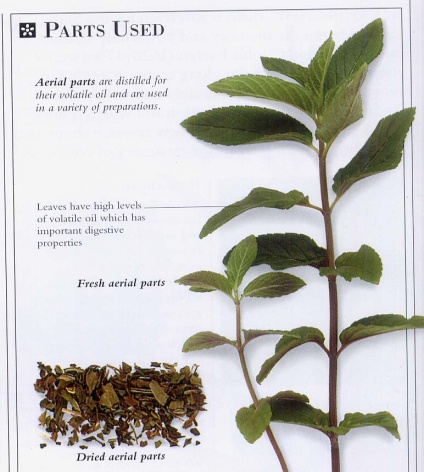 PARTS USED
Aerial parts are distilled for
their volatile oil and are used
in a variety of preparations.
Leaves have high levels
of volatile oil which has
important digestive
properties
Fresh aerial parts
Dried aerial parts